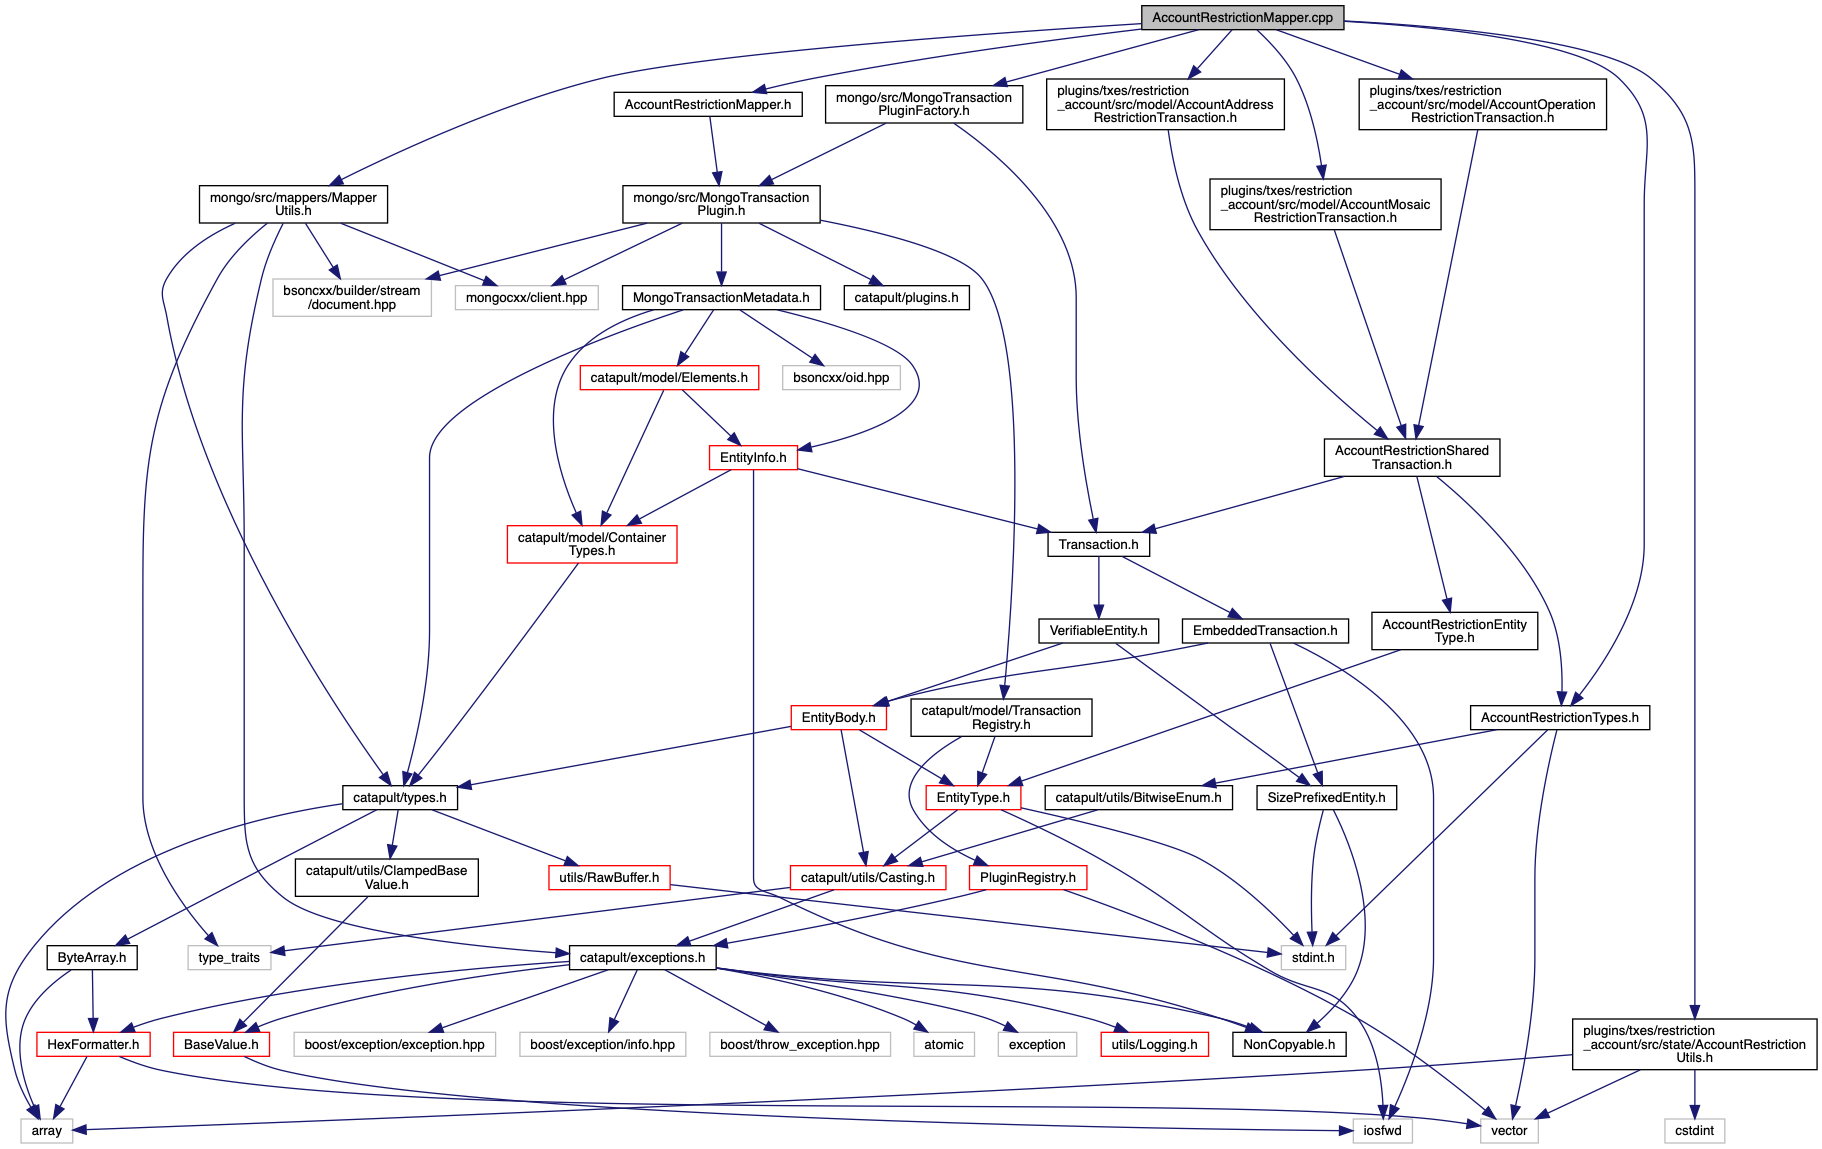 AccountRestrictionMapper.cpp
AccountRestrictionMapper.h
mongo/src/MongoTransaction
PluginFactory.h
plugins/txes/restriction
_account/src/model/AccountAddress
RestrictionTransaction.h
plugins/txes/restriction
_account/src/model/AccountOperation
RestrictionTransaction.h
mongo/src/mappers/Mapper
Utils.h
mongo/src/MongoTransaction
Plugin.h
plugins/txes/restriction
_account/src/model/AccountMosaic
RestrictionTransaction.h
bsoncxx/builder/stream
/document.hpp
mongocxx/client.hpp
MongoTransactionMetadata.h
catapult/plugins.h
catapult/model/Elements.h
bsoncxx/oid.hpp
EntityInfo.h
AccountRestrictionShared
Transaction.h
catapult/model/Container
Types.h
Transaction.h
VerifiableEntity.h
EmbeddedTransaction.h
AccountRestrictionEntity
Type.h
EntityBody.h
catapult/model/Transaction
Registry.h
AccountRestrictionTypes.h
catapult/types.h
EntityType.h
catapult/utils/BitwiseEnum.h
SizePrefixedEntity.h
catapult/utils/ClampedBase
Value.h
utils/RawBuffer.h
catapult/utils/Casting.h
PluginRegistry.h
ByteArray.h
type_traits
catapult/exceptions.h
stdint.h
HexFormatter.h
BaseValue.h
boost/exception/exception.hpp
boost/exception/info.hpp
boost/throw_exception.hpp
atomic
exception
utils/Logging.h
NonCopyable.h
plugins/txes/restriction
_account/src/state/AccountRestriction
Utils.h
array
iosfwd
vector
cstdint